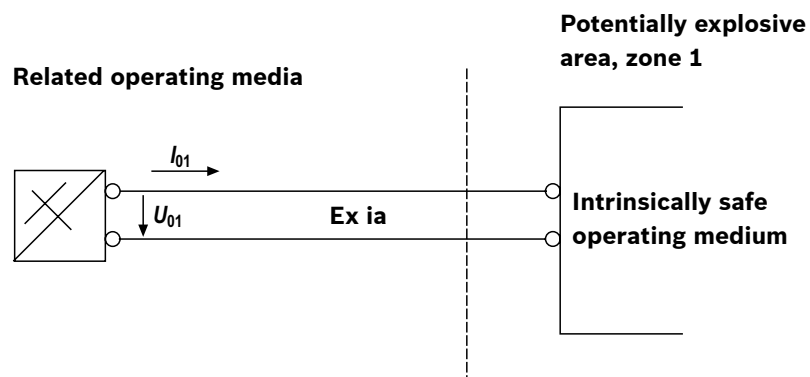 Potentially explosive
area, zone 1
Related operating media
I01
U01
Ex ia
Intrinsically safe
operating medium